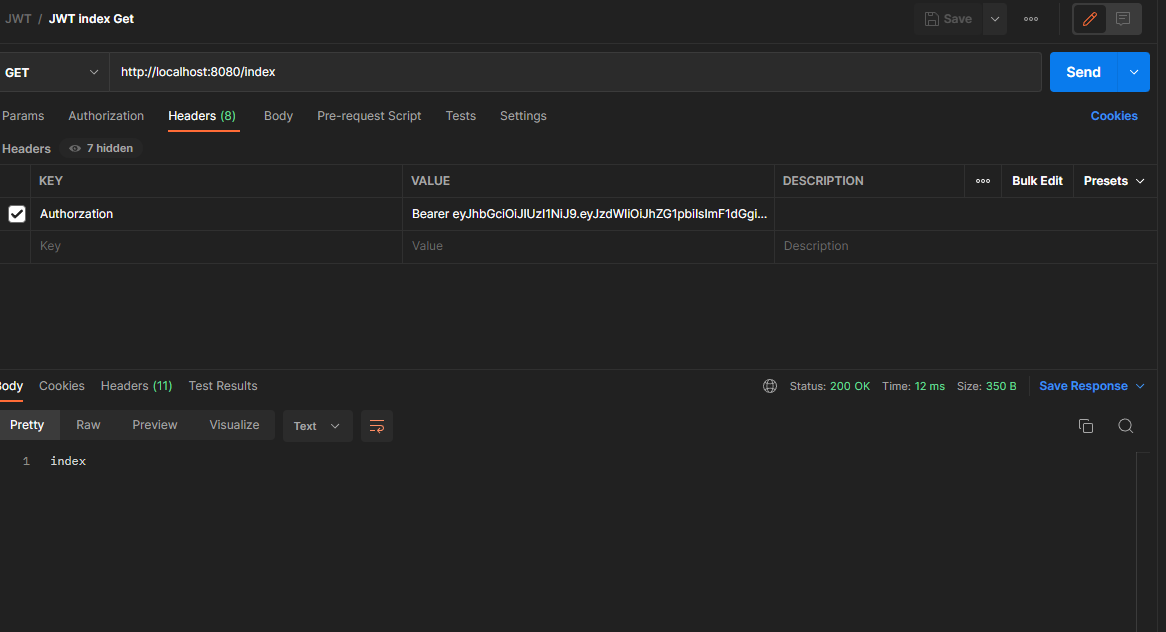 JWT / JWT index Get
Save
GET
http://localhost:8080/index
Send
Params Authorization Headers (8) Body Pre-request Script Tests Settings Cookies
Headers 7 hidden
KEY VALUE DESCRIPTION Bulk Edit Presets
Authorzation Bearer eyJhbGciOiJIUzI1NiJ9.eyJzdWIiOiJhZG1pbiIsImF1dGgi...
Key Value Description
Body Cookies Headers (11) Test Results Status: 200 OK Time: 12 ms Size: 350 B Save Response
Pretty Raw Preview Visualize Text
1 index